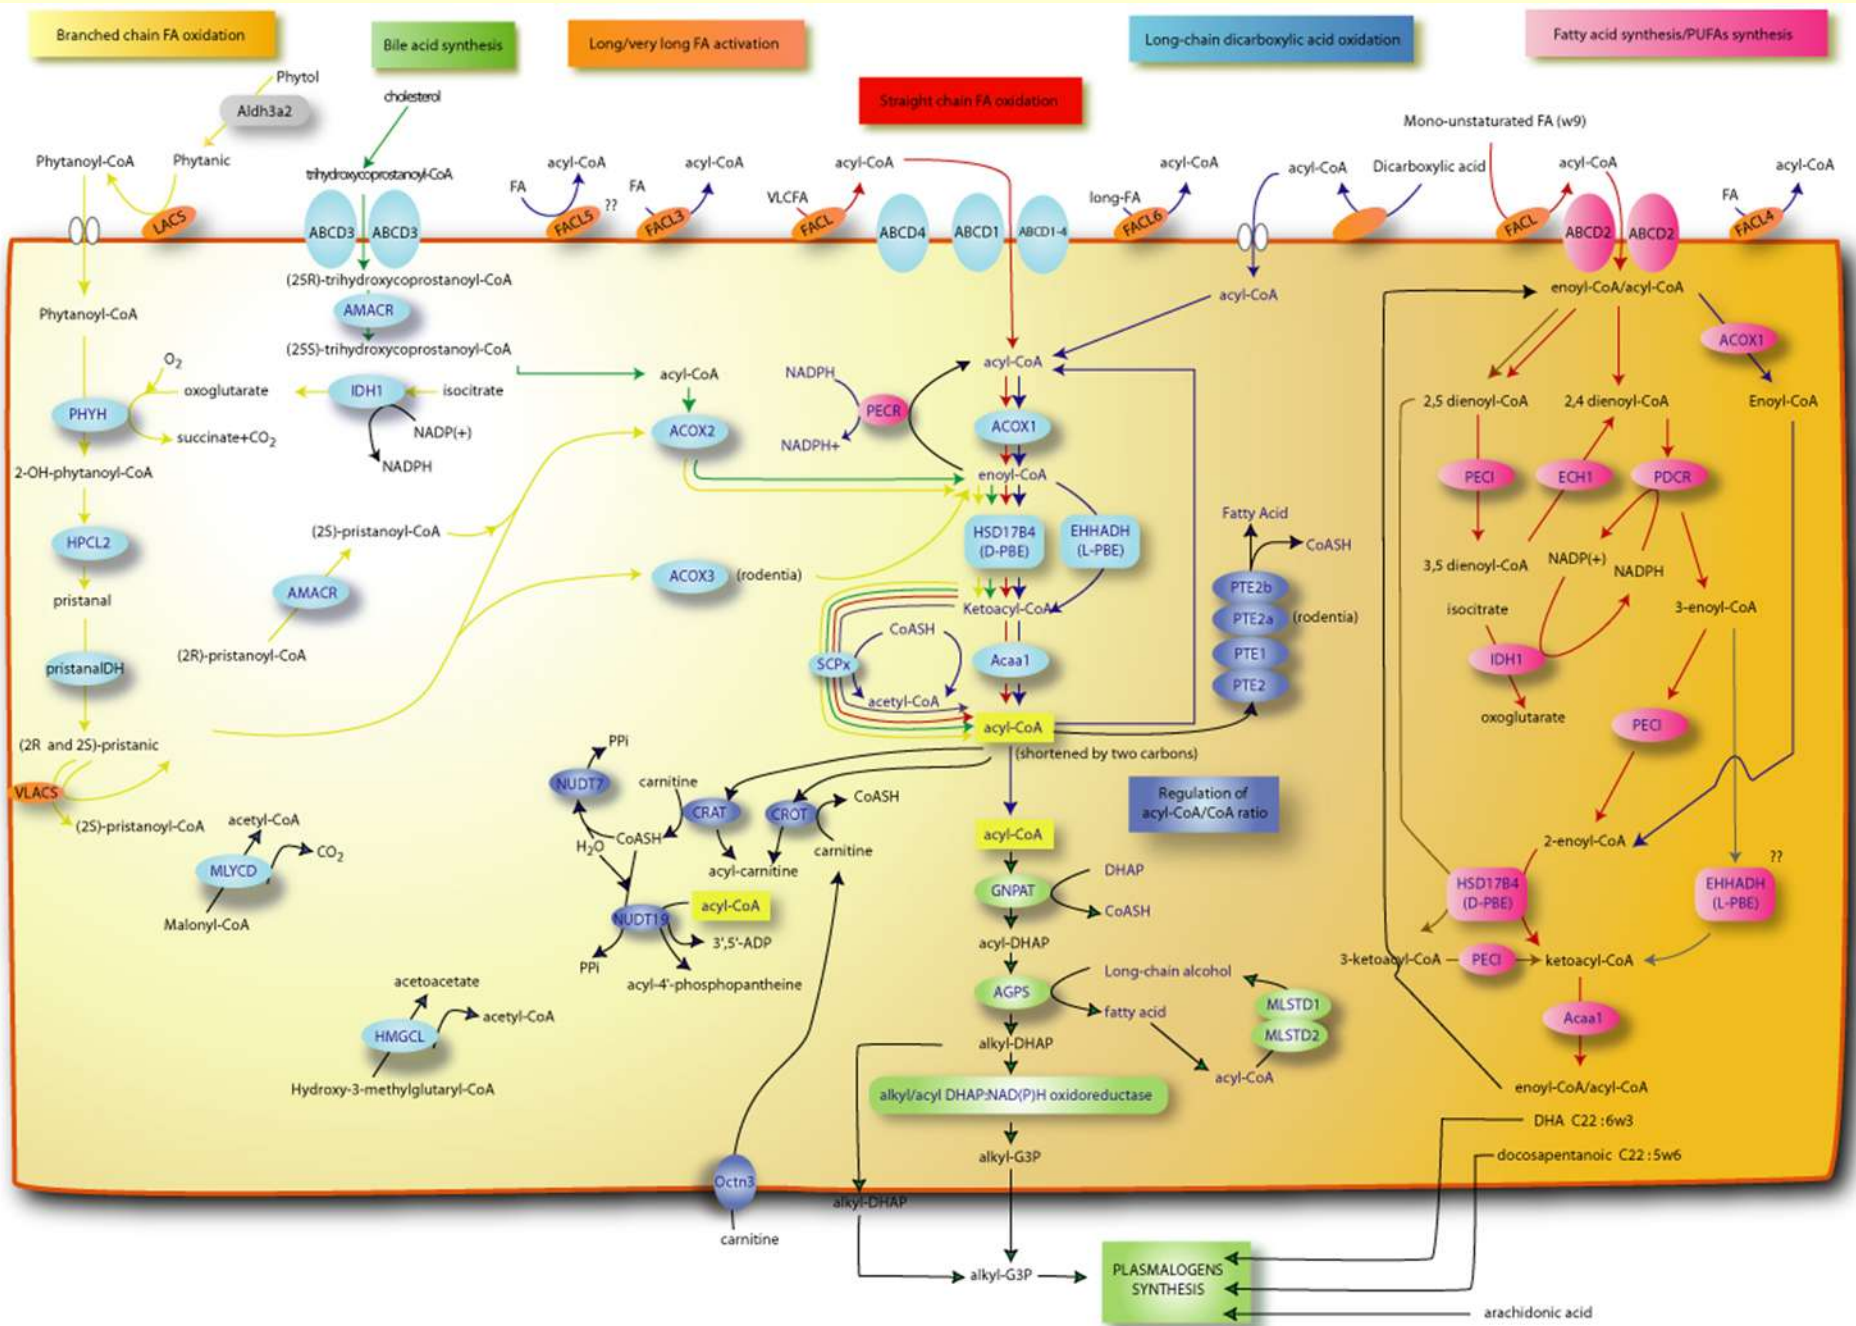 Branched chain FA oxidation
Bile acid synthesis
Long/very long FA activation
Straight chain FA oxidation
Long-chain dicarboxylic acid oxidation
Fatty acid synthesis/PUFAs synthesis
Phytol
Aldh3a2
Phytanoyl-CoA
Phytanic
LACS
cholesterol
trihydroxycoprostanoyl-CoA
ABCD3
ABCD3
FA
acyl-CoA
FACL5
??
FA
acyl-CoA
FACL3
VLCFA
acyl-CoA
FACL
ABCD4
ABCD1
ABCD1-4
long-FA
acyl-CoA
FACL6
acyl-CoA
Dicarboxylic acid
Mono-unstaturated FA (w9)
acyl-CoA
FACL
ABCD2
ABCD2
FA
acyl-CoA
FACL4
Phytanoyl-CoA
O2
oxoglutarate
PHYH
succinate+CO2
2-OH-phytanoyl-CoA
HPCL2
pristanal
pristanalDH
(2R and 2S)-pristanic
VLACS
(2S)-pristanoyl-CoA
(25R)-trihydroxycoprostanoyl-CoA
AMACR
(25S)-trihydroxycoprostanoyl-CoA
IDH1
isocitrate
NADP(+)
NADPH
(2S)-pristanoyl-CoA
AMACR
(2R)-pristanoyl-CoA
acetyl-CoA
CO2
MLYCD
Malonyl-CoA
acetoacetate
acetyl-CoA
HMGCL
Hydroxy-3-methylglutaryl-CoA
acyl-CoA
ACOX2
ACOX3
(rodentia)
NADPH
PECR
NADPH+
acyl-CoA
acyl-CoA
ACOX1
enoyl-CoA
HSD17B4
(D-PBE)
EHHADH
(L-PBE)
Ketoacyl-CoA
CoASH
SCPx
Acaa1
acetyl-CoA
acyl-CoA
(shortened by two carbons)
Fatty Acid
CoASH
PTE2b
PTE2a
(rodentia)
PTE1
PTE2
Regulation of
acyl-CoA/CoA ratio
PPi
NUDT7
carnitine
CRAT
CROT
CoASH
CoASH
H2O
carnitine
acyl-carnitine
acyl-CoA
NUDT19
3',5'-ADP
PPi
acyl-4'-phosphopantheine
Octn3
carnitine
acyl-CoA
GNPAT
DHAP
CoASH
acyl-DHAP
AGPS
Long-chain alcohol
fatty acid
MLSTD1
MLSTD2
acyl-CoA
alkyl-DHAP
alkyl/acyl DHAP:NAD(P)H oxidoreductase
alkyl-G3P
alkyl-DHAP
alkyl-G3P
PLASMALOGENS
SYNTHESIS
enoyl-CoA/acyl-CoA
ACOX1
2,5 dienoyl-CoA
2,4 dienoyl-CoA
Enoyl-CoA
PECI
ECH1
PDCR
3,5 dienoyl-CoA
NADP(+)
NADPH
isocitrate
3-enoyl-CoA
IDH1
oxoglutarate
PECI
2-enoyl-CoA
??
HSD17B4
(D-PBE)
EHHADH
(L-PBE)
3-ketoacyl-CoA
PECI
ketoacyl-CoA
Acaa1
enoyl-CoA/acyl-CoA
DHA C22:6w3
docosapentanoic C22:5w6
arachidonic acid